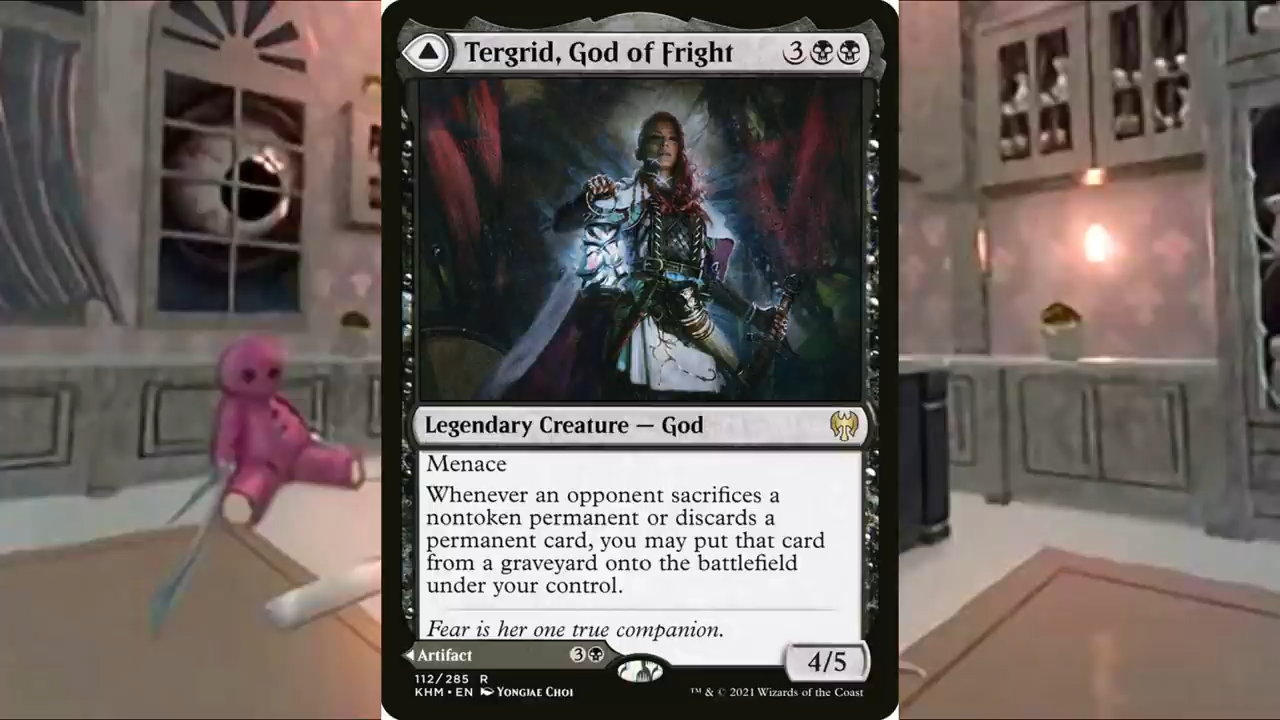 Tergrid, God of Fright 3
Legendary Creature — God
Menace
Whenever an opponent sacrifices a
nontoken permanent or discards a
permanent card, you may put that card
from a graveyard onto the battlefield
under your control.
Fear is her one true companion.
Artifact 3
4/5
112/285 R
KHM • EN Yongjae Choi
™ & © 2021 Wizards of the Coast